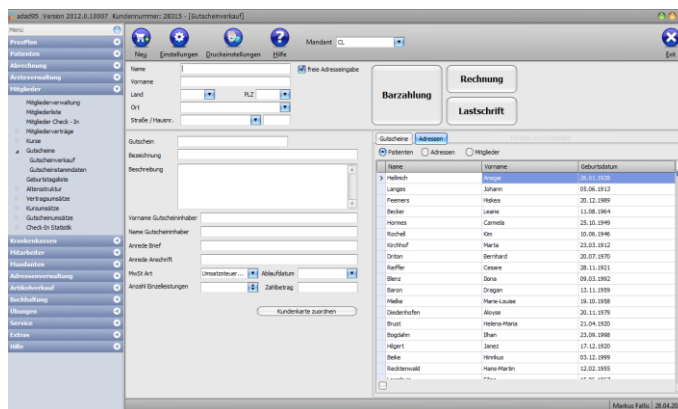 adad95 Version 2012.0.10007 Kundennummer: 28315 - [Gutscheinverkauf]
Menü
PraxPlan
Patienten
Abrechnung
Ärzteverwaltung
Mitglieder
Mitgliederverwaltung
Mitgliederliste
Mitglieder Check - In
Mitgliederverträge
Kurse
Gutscheine
Gutscheinverkauf
Gutscheinstammdaten
Geburtstagsliste
Altersstruktur
Vertragsumsätze
Kursumsätze
Gutscheinumsätze
Check-In Statistik
Krankenkassen
Mitarbeiter
Mandanten
Adressenverwaltung
Artikelverkauf
Buchhaltung
Übungen
Service
Extras
Hilfe
Neu Einstellungen Druckeinstellungen Hilfe Mandant CL Exit
Name freie Adresseingabe
Vorname
Land PLZ
Ort
Straße / Hausnr.
Barzahlung Rechnung
Lastschrift
Gutschein
Bezeichnung
Beschreibung
Vorname Gutscheininhaber
Name Gutscheininhaber
Anrede Brief
Anrede Anschrift
MwSt Art Umsatzsteuer... Ablaufdatum
Anzahl Einzelleistungen Zahlbetrag
Kundenkarte zuordnen
Gutscheine Adressen
Patienten Adressen Mitglieder
Name Vorname Geburtsdatum
Hellmich Ansgar 26.01.1928
Langes Johann 05.06.1913
Feemers Hiskea 20.12.1989
Becker Leane 11.08.1964
Hormes Carmela 25.10.1949
Rochell Kim 10.06.1946
Kirchhof Marta 23.03.1912
Driton Bernhard 20.07.1970
Reiffer Cesare 28.11.1921
Blenz Ilona 09.03.1992
Baron Dragan 13.11.1959
Mielke Marie-Louise 19.10.1958
Diedenhofen Aloyse 20.11.1979
Brust Helena-Maria 21.04.1920
Bogdahn Ilhan 23.09.1998
Hilgert Janez 17.12.1920
Belke Hinrikus 03.12.1999
Recktenwald Hans-Martin 12.02.1955
Markus Fallis 26.04.20